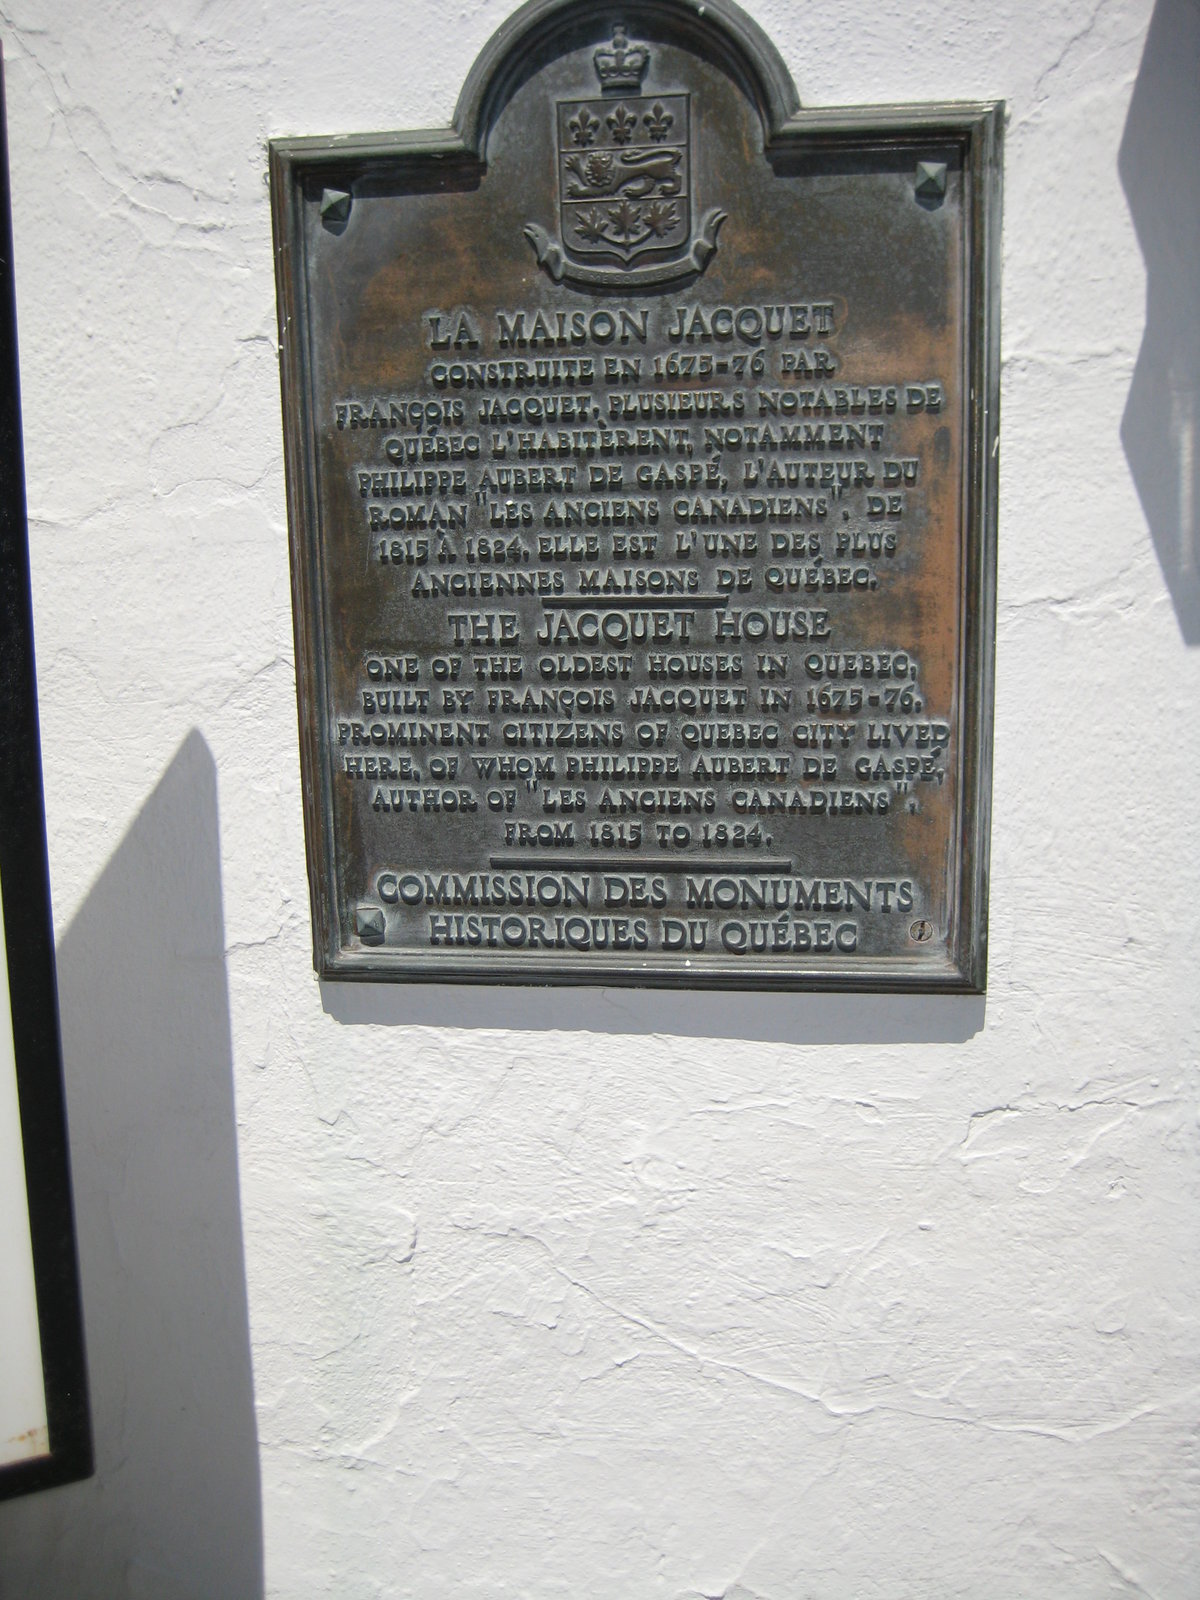 LA MAISON JACQUET
CONSTRUITE EN 1675-76 PAR
FRANÇOIS JACQUET, PLUSIEURS NOTABLES DE
QUÉBEC L'HABITÈRENT, NOTAMMENT
PHILIPPE AUBERT DE GASPÉ, L'AUTEUR DU
ROMAN "LES ANCIENS CANADIENS", DE
1815 À 1824. ELLE EST L'UNE DES PLUS
ANCIENNES MAISONS DE QUÉBEC.
THE JACQUET HOUSE
ONE OF THE OLDEST HOUSES IN QUEBEC,
BUILT BY FRANÇOIS JACQUET IN 1675-76.
PROMINENT CITIZENS OF QUEBEC CITY LIVED
HERE, OF WHOM PHILIPPE AUBERT DE GASPÉ,
AUTHOR OF "LES ANCIENS CANADIENS",
FROM 1815 TO 1824.
COMMISSION DES MONUMENTS
HISTORIQUES DU QUÉBEC